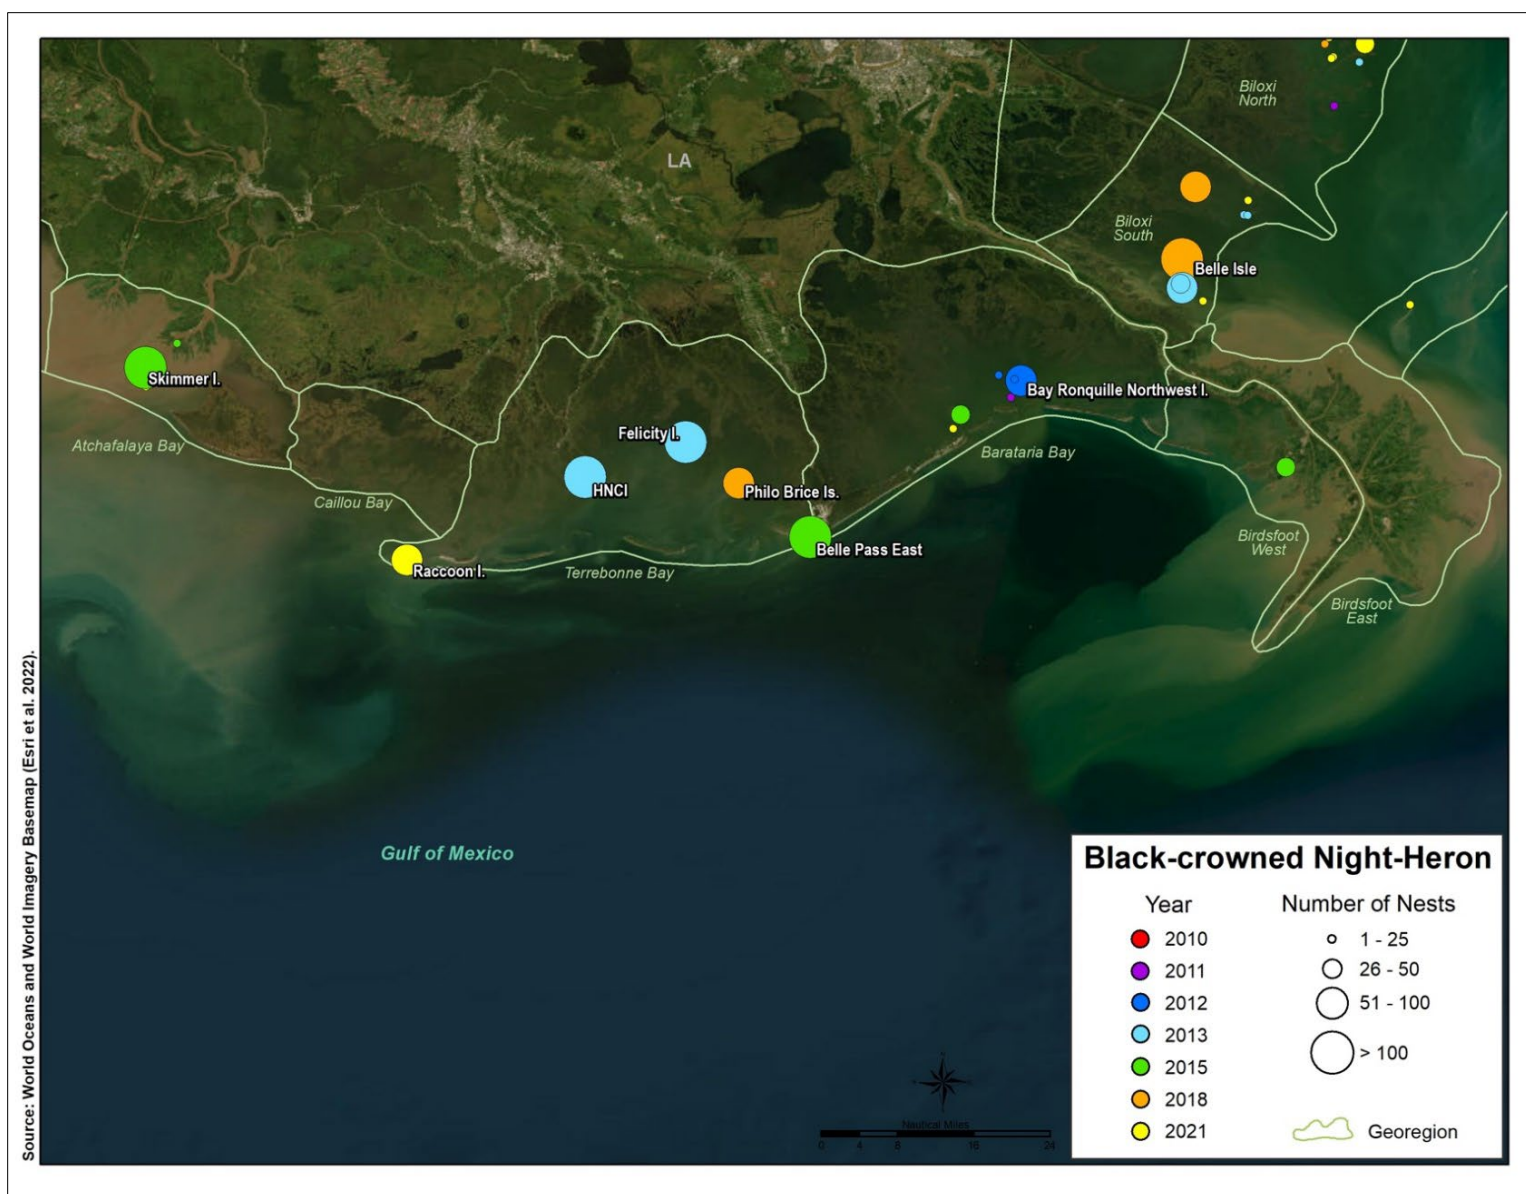 LA
Biloxi
North
Biloxi
South
Belle Isle
Skimmer I.
Bay Ronquille Northwest I.
Felicity I.
Atchafalaya Bay
Barataria Bay
HNCI
Philo Brice Is.
Caillou Bay
Belle Pass East
Birdsfoot
West
Raccoon I.
Terrebonne Bay
Birdsfoot
East
Gulf of Mexico
Source: World Oceans and World Imagery Basemap (Esri et al. 2022).
Nautical Miles
0 4 8 16 24
Black-crowned Night-Heron
Year
2010
2011
2012
2013
2015
2018
2021
Number of Nests
1 - 25
26 - 50
51 - 100
> 100
Georegion